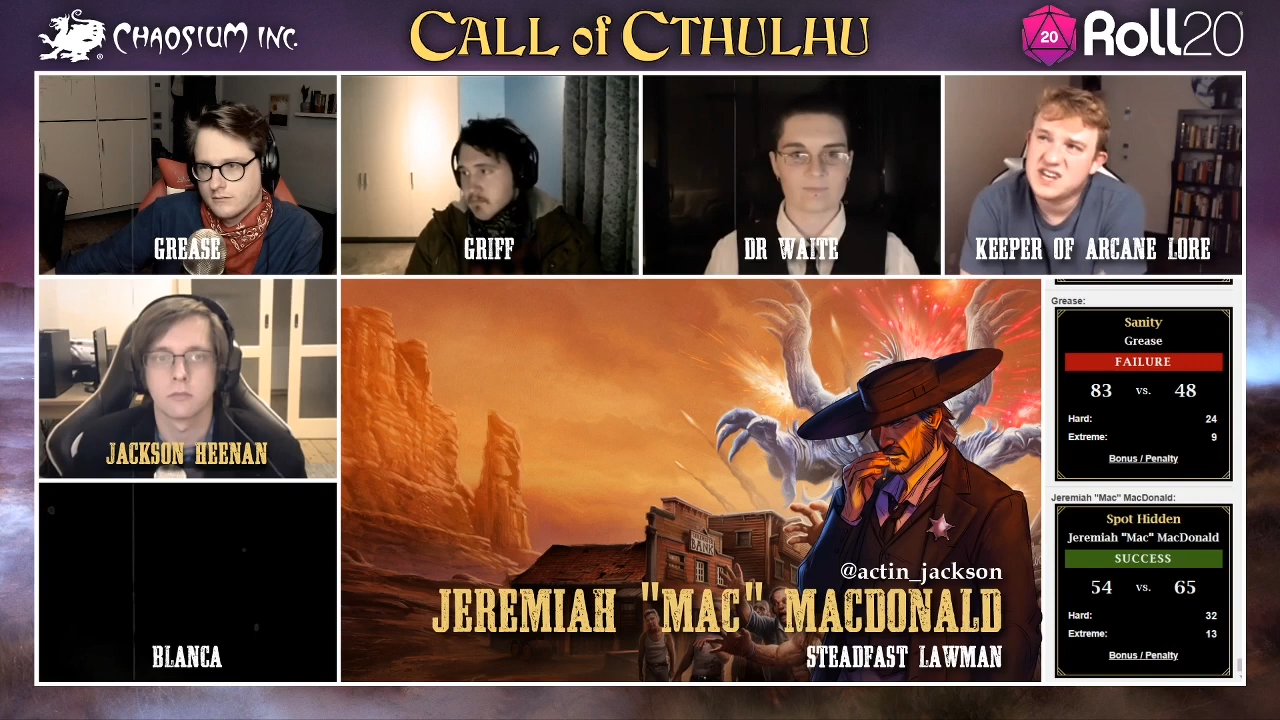 CHAOSIUM INC.
CALL of CTHULHU
20
Roll20
GREASE
GRIFF
DR WAITE
KEEPER OF ARCANE LORE
JACKSON HEENAN
BLANCA
BANK
@actin_jackson
JEREMIAH "MAC" MACDONALD
STEADFAST LAWMAN
Grease:
Sanity
Grease
FAILURE
83 vs. 48
Hard: 24
Extreme: 9
Bonus / Penalty
Jeremiah "Mac" MacDonald:
Spot Hidden
Jeremiah "Mac" MacDonald
SUCCESS
54 vs. 65
Hard: 32
Extreme: 13
Bonus / Penalty